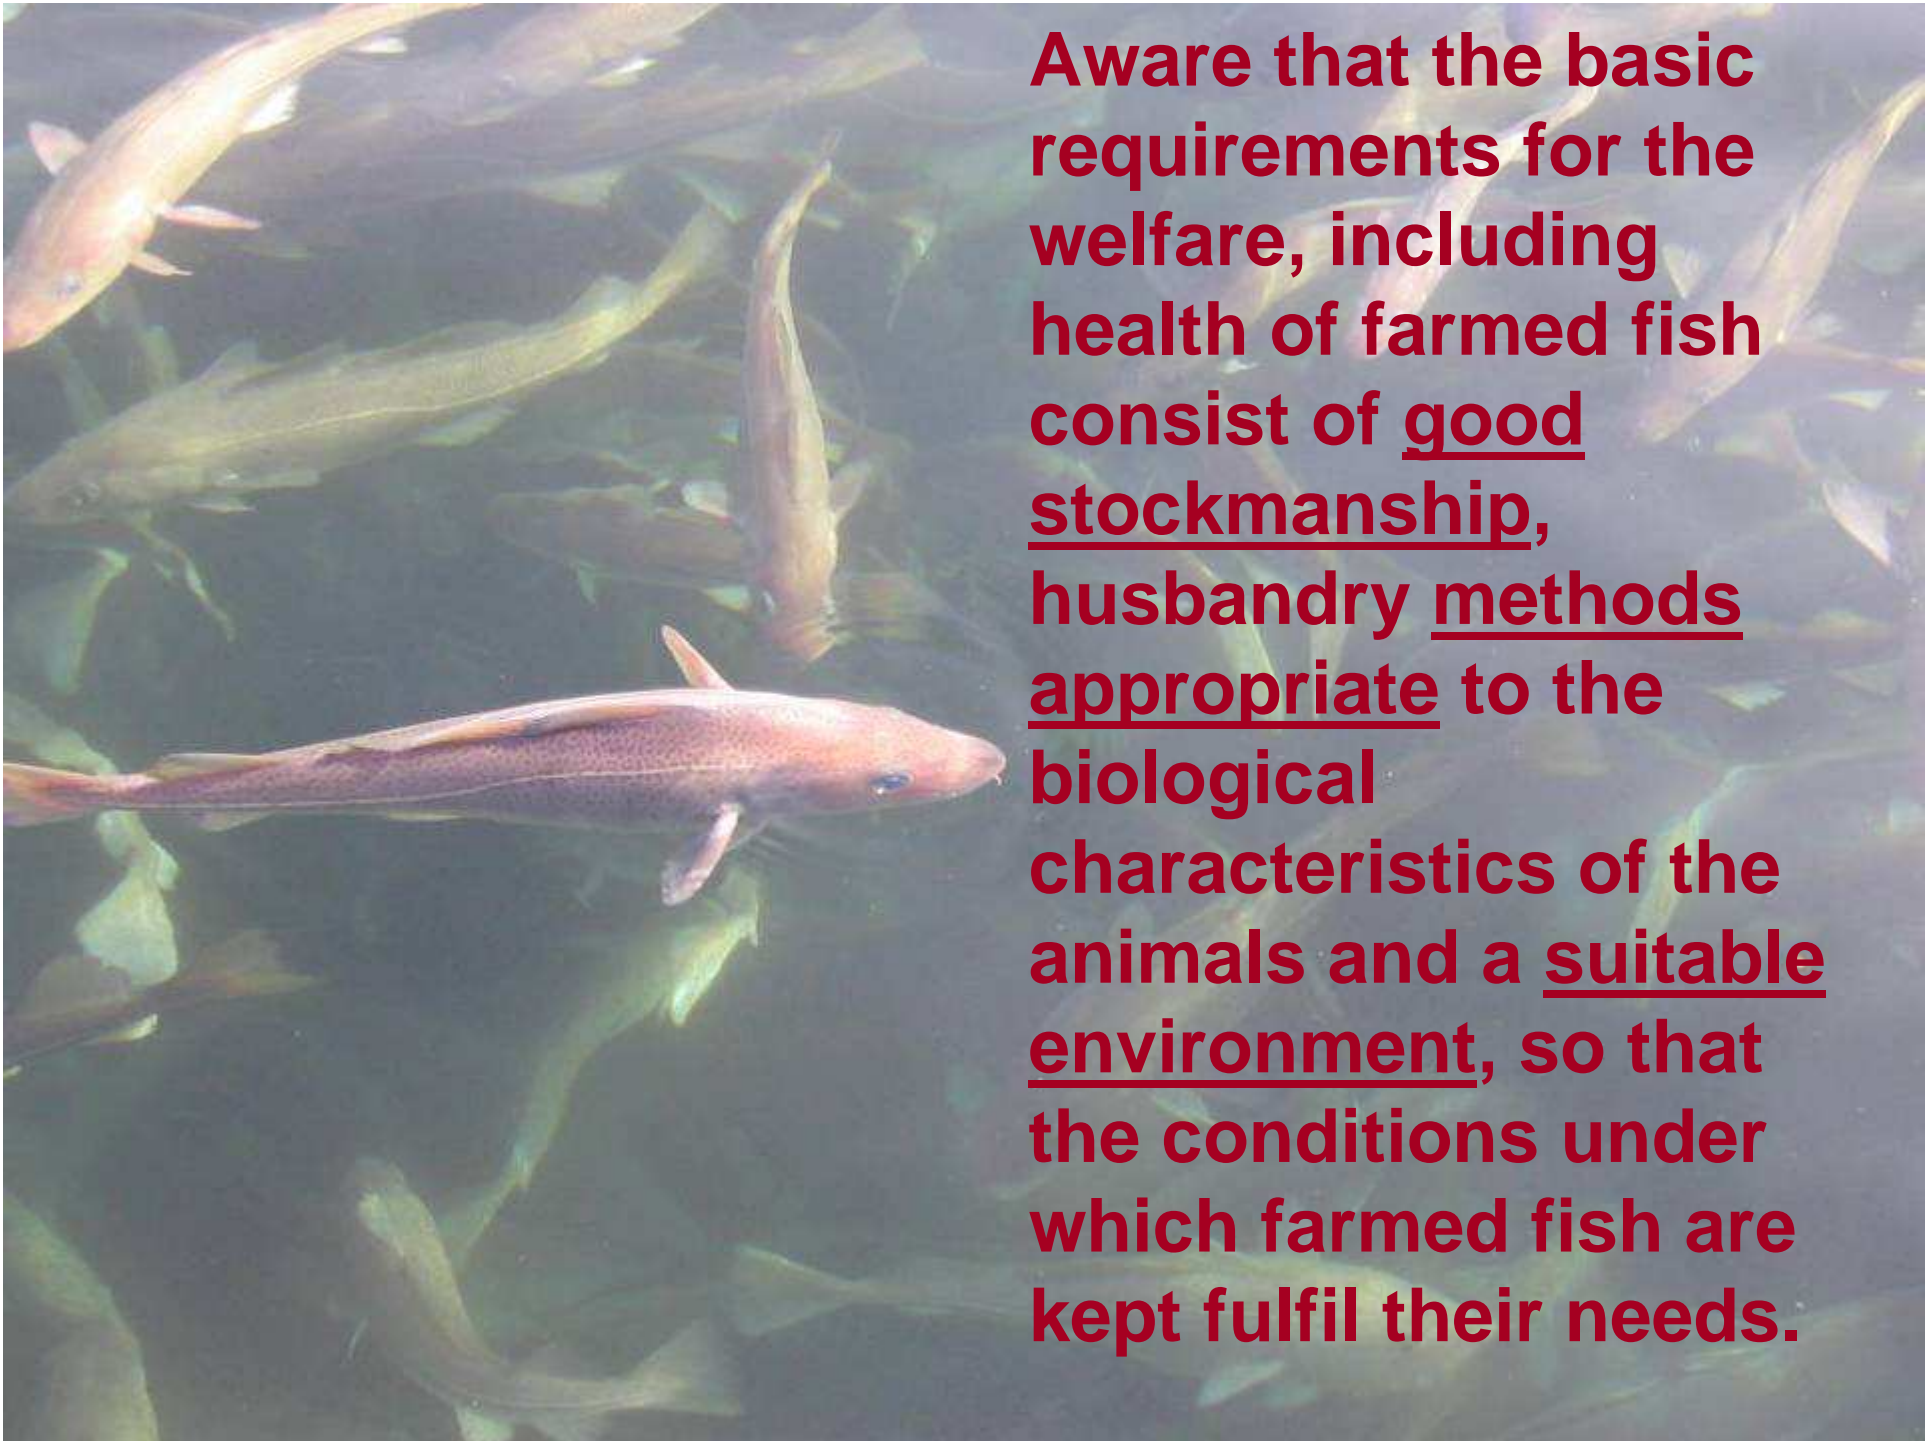 Aware that the basic
requirements for the
welfare, including
health of farmed fish
consist of good
stockmanship,
husbandry methods
appropriate to the
biological
characteristics of the
animals and a suitable
environment, so that
the conditions under
which farmed fish are
kept fulfil their needs.